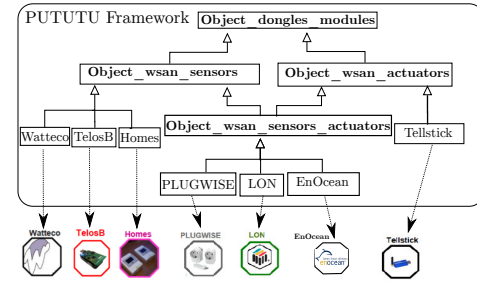 PUTUTU Framework
Object_dongles_modules
Object_wsan_sensors
Object_wsan_actuators
Watteco
TelosB
Homes
Object_wsan_sensors_actuators
Tellstick
PLUGWISE
LON
EnOcean
Watteco
TelosB
Homes
PLUGWISE
LON
EnOcean
Tellstick
enocean